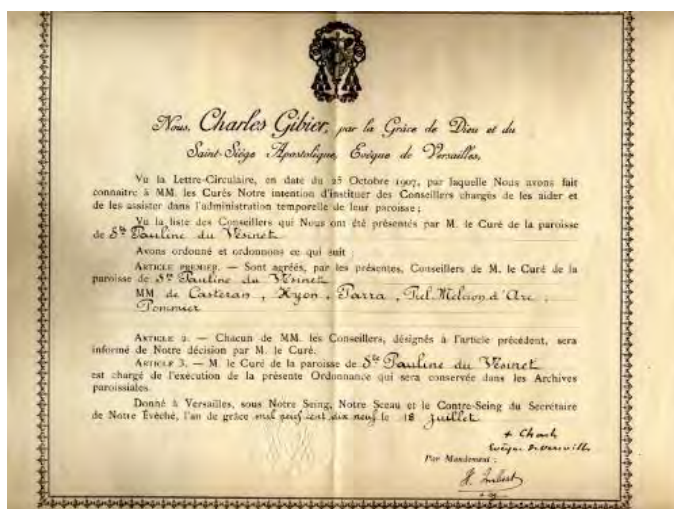 Nous, Charles Gibier, par la Grâce de Dieu et du
Saint-Siège Apostolique, Evêque de Versailles,
Vu la Lettre-Circulaire, en date du 25 Octobre 1907, par laquelle Nous avons fait
connaitre à MM. les Curés Notre intention d'instituer des Conseillers chargés de les aider et
de les assister dans l'administration temporelle de leur paroisse ;
Vu la liste des Conseillers qui Nous ont été présentés par M. le Curé de la paroisse
de Ste Pauline du Vésinet
Avons ordonné et ordonnons ce qui suit :
ARTICLE PREMIER. — Sont agréés, par les présentes, Conseillers de M. le Curé de la
paroisse de Ste Pauline du Vésinet
MM. de Casteran, Hyon, Parra, Piel. Melcion d'Arc,
Pommier
ARTICLE 2. — Chacun de MM. les Conseillers, désignés à l'article précédent, sera
informé de Notre décision par M. le Curé.
ARTICLE 3. — M. le Curé de la paroisse de Ste Pauline du Vésinet
est chargé de l'exécution de la présente Ordonnance qui sera conservée dans les Archives
paroissiales.
Donné à Versailles, sous Notre Seing, Notre Sceau et le Contre-Seing du Secrétaire
de Notre Évêché, l'an de grâce mil neuf cent dix neuf le 18 juillet
+ Charles
Evêque de Versailles
Par Mandement :